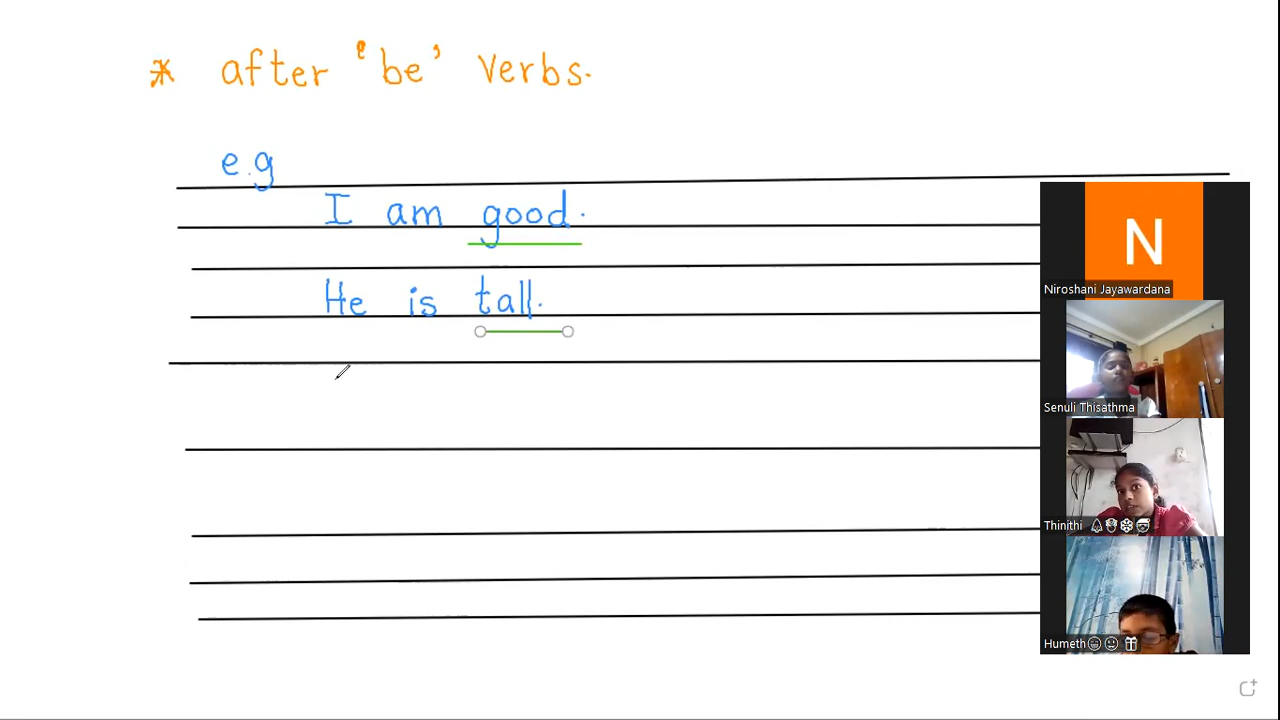 * after 'be' verbs.
e.g
I am good.
He is tall.
N
Niroshani Jayawardana
Senuli Thisathma
Thinithi
Humeth